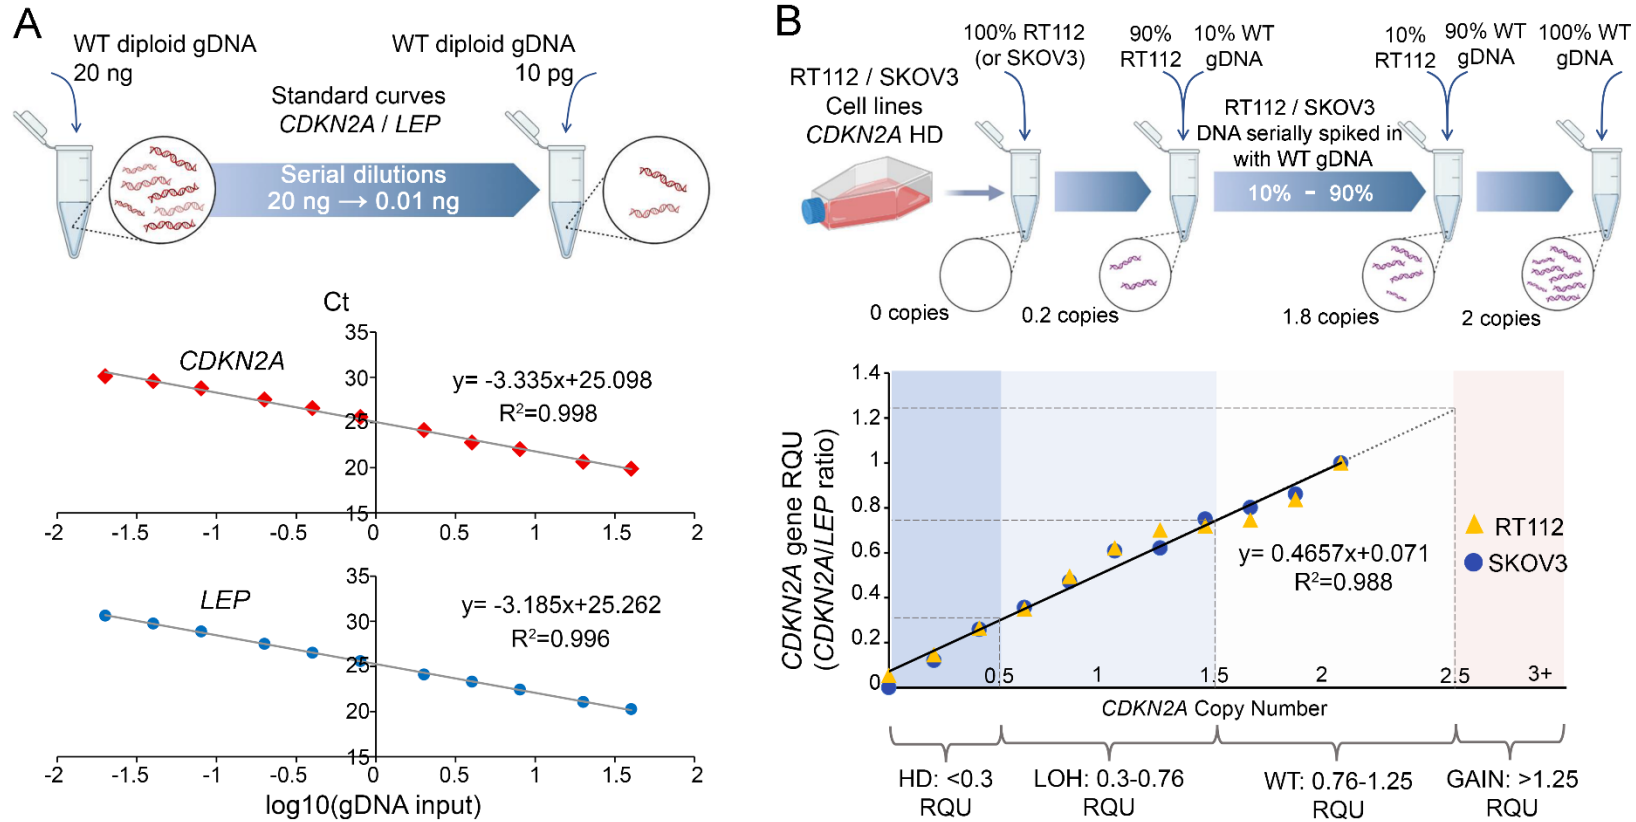 A
WT diploid gDNA
20 ng
WT diploid gDNA
10 pg
Standard curves
CDKN2A / LEP
Serial dilutions
20 ng → 0.01 ng
Ct
35
30
25
20
15
CDKN2A
y= -3.335x+25.098
R²=0.998
-2
-1.5
-1
-0.5
0
0.5
1
1.5
2
35
30
25
20
15
LEP
y= -3.185x+25.262
R²=0.996
-2
-1.5
-1
-0.5
0
0.5
1
1.5
2
log10(gDNA input)
B
100% RT112
(or SKOV3)
90%
RT112
10% WT
gDNA
10%
RT112
90% WT
gDNA
100% WT
gDNA
RT112 / SKOV3
Cell lines
CDKN2A HD
RT112 / SKOV3
DNA serially spiked in
with WT gDNA
10% - 90%
0 copies
0.2 copies
1.8 copies
2 copies
CDKN2A gene RQU
(CDKN2A/LEP ratio)
1.4
1.2
1
0.8
0.6
0.4
0.2
0
0.5
1
1.5
2
2.5
3+
y= 0.4657x+0.071
R²=0.988
RT112
SKOV3
CDKN2A Copy Number
HD: <0.3
RQU
LOH: 0.3-0.76
RQU
WT: 0.76-1.25
RQU
GAIN: >1.25
RQU